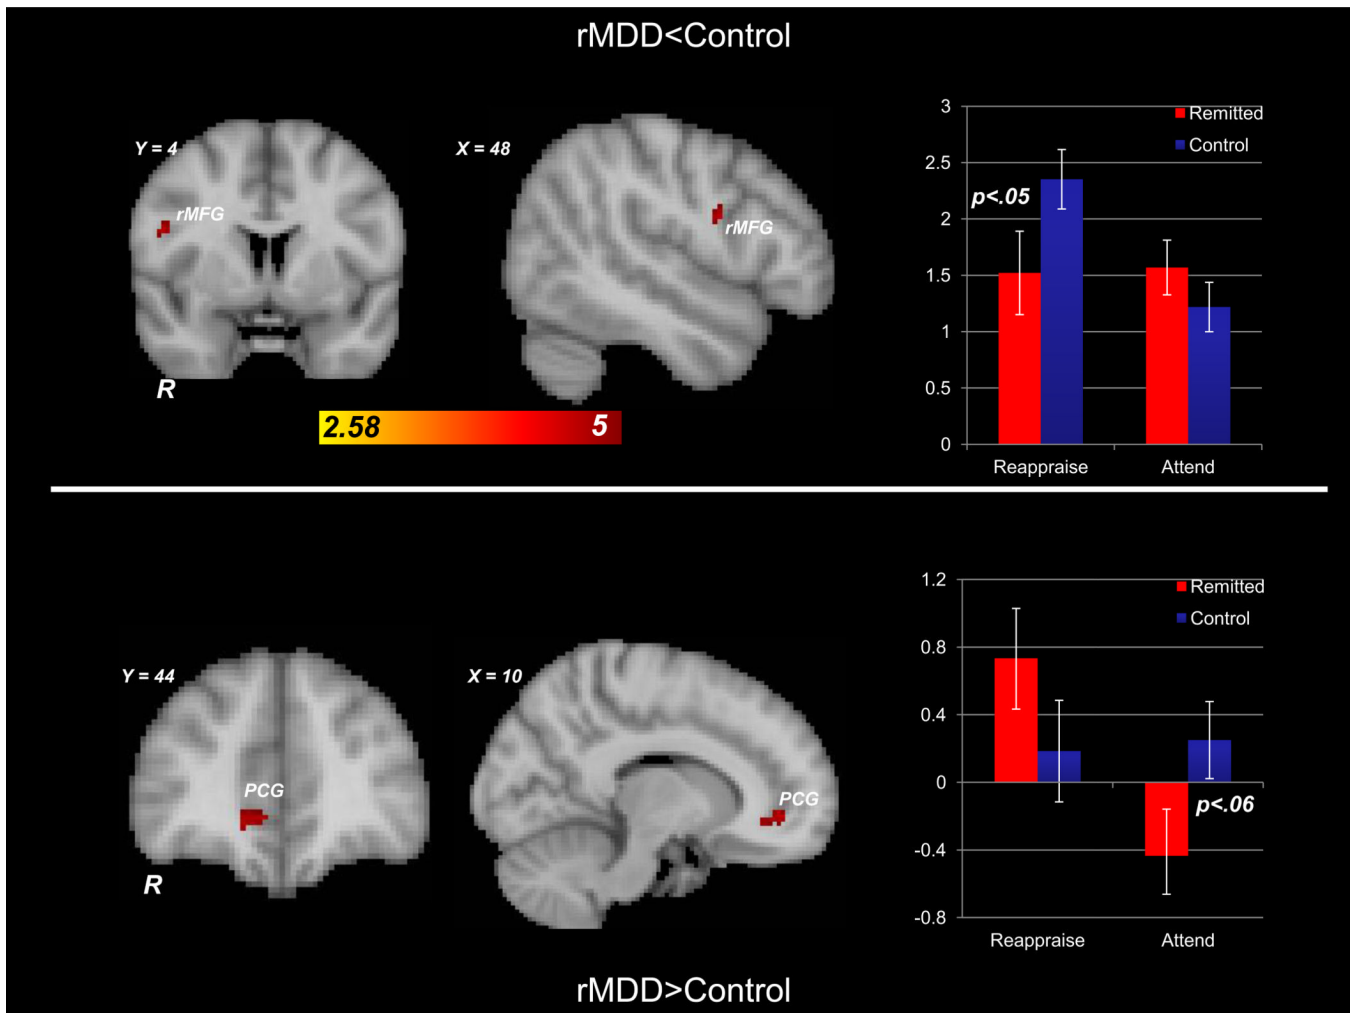 rMDD<Control
Y = 4
rMFG
R
X = 48
rMFG
2.58
5
3
2.5
2
1.5
1
0.5
0
Remitted
Control
p<.05
Reappraise
Attend
Y = 44
PCG
R
X = 10
PCG
1.2
0.8
0.4
0
-0.4
-0.8
Remitted
Control
p<.06
Reappraise
Attend
rMDD>Control